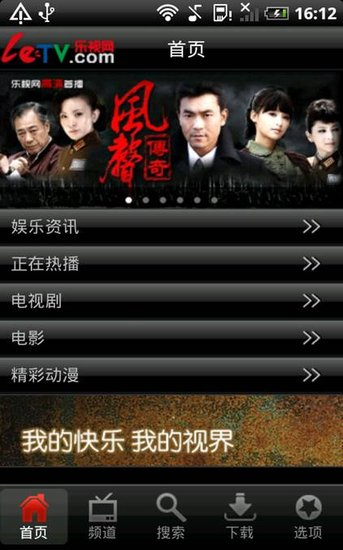 16:12
LeTV.com
乐视网
首页
乐视网高清首播
風聲
傳奇
娱乐资讯
正在热播
电视剧
电影
精彩动漫
我的快乐 我的视界
首页
频道
搜索
下载
选项